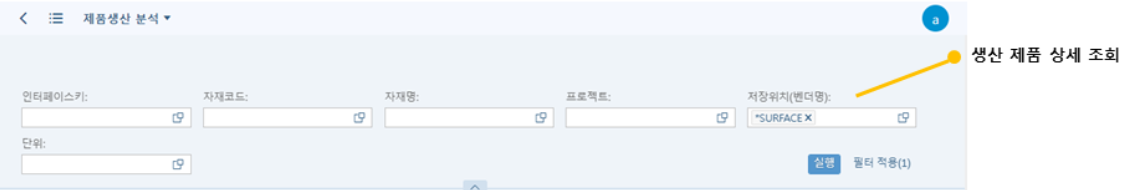 제품생산 분석
a
생산 제품 상세 조회
인터페이스키: 자재코드: 자재명: 프로젝트: 저장위치(벤더명):
*SURFACE
단위:
실행 필터 적용(1)